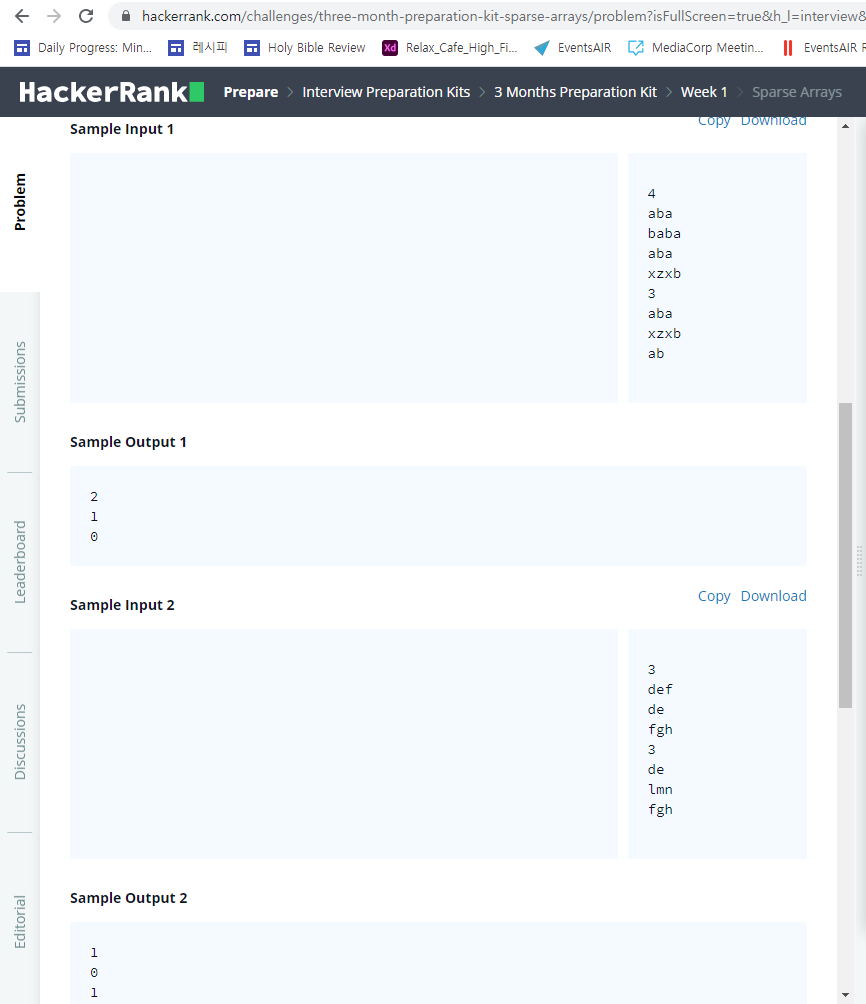 hackerrank.com/challenges/three-month-preparation-kit-sparse-arrays/problem?isFullScreen=true&h_l=interview&
Daily Progress: Min... 레시피 Holy Bible Review Xd Relax_Cafe_High_Fi... EventsAIR MediaCorp Meetin... EventsAIR R
HackerRank Prepare > Interview Preparation Kits > 3 Months Preparation Kit > Week 1 > Sparse Arrays
Problem
Submissions
Leaderboard
Discussions
Editorial
Sample Input 1
Copy Download
4
aba
baba
aba
xzxb
3
aba
xzxb
ab
Sample Output 1
2
1
0
Sample Input 2
Copy Download
3
def
de
fgh
3
de
lmn
fgh
Sample Output 2
1
0
1